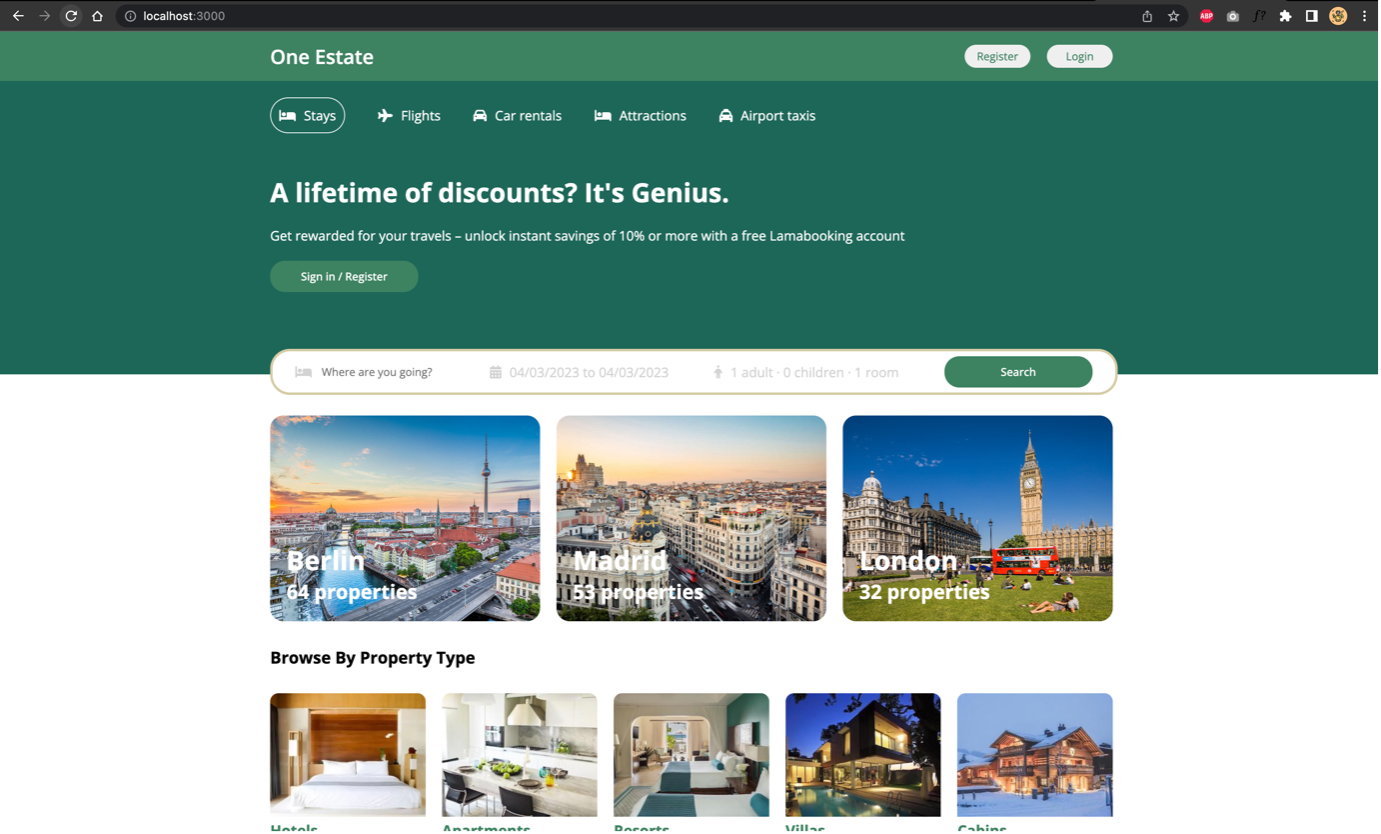 localhost:3000
ABP
f?
One Estate
Register
Login
Stays
Flights
Car rentals
Attractions
Airport taxis
A lifetime of discounts? It's Genius.
Get rewarded for your travels – unlock instant savings of 10% or more with a free Lamabooking account
Sign in / Register
Where are you going?
04/03/2023 to 04/03/2023
1 adult · 0 children · 1 room
Search
Berlin
64 properties
Madrid
53 properties
London
32 properties
Browse By Property Type
Hotels
Apartments
Resorts
Villas
Cabins